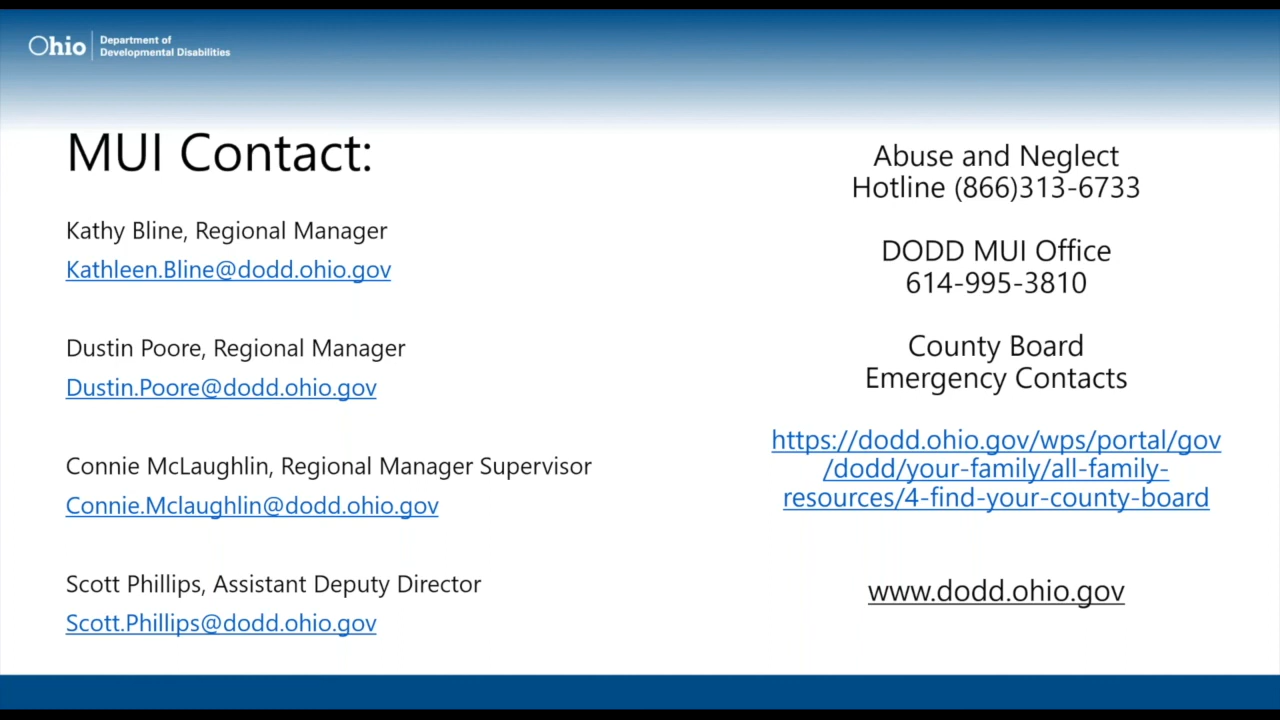 Ohio
Department of
Developmental Disabilities
MUI Contact:
Kathy Bline, Regional Manager
Kathleen.Bline@dodd.ohio.gov
Dustin Poore, Regional Manager
Dustin.Poore@dodd.ohio.gov
Connie McLaughlin, Regional Manager Supervisor
Connie.Mclaughlin@dodd.ohio.gov
Scott Phillips, Assistant Deputy Director
Scott.Phillips@dodd.ohio.gov
Abuse and Neglect
Hotline (866)313-6733
DODD MUI Office
614-995-3810
County Board
Emergency Contacts
https://dodd.ohio.gov/wps/portal/gov
/dodd/your-family/all-family-
resources/4-find-your-county-board
www.dodd.ohio.gov